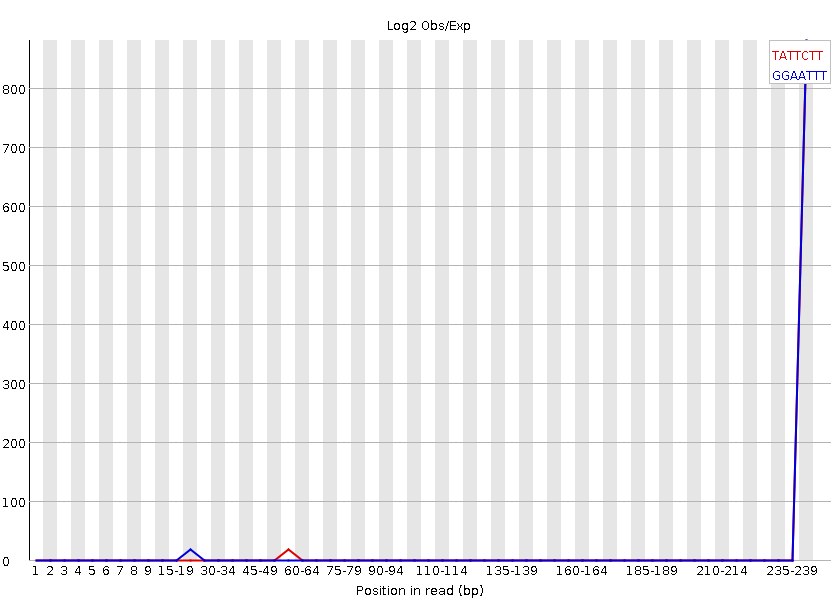 Log2 Obs/Exp
TATTCTT
GGAATTT
800
700
600
500
400
300
200
100
0
1 2 3 4 5 6 7 8 9 15-19 30-34 45-49 60-64 75-79 90-94 110-114 135-139 160-164 185-189 210-214 235-239
Position in read (bp)